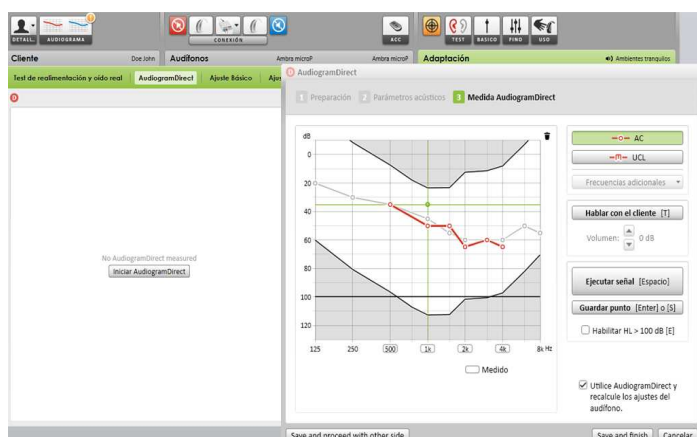 DETALL.. AUDIOGRAMA CONEXIÓN ACC TEST BASICO FINO USO
Cliente Doe John Audífonos Ambra microP Ambra microP Adaptación Ambientes tranquilos
Test de realimentación y oído real AudiogramDirect Ajuste Básico
AudiogramDirect
1 Preparación 2 Parámetros acústicos 3 Medida AudiogramDirect
No AudiogramDirect measured
Iniciar AudiogramDirect
dB
0
20
40
60
80
100
120
125 250 500 1k 2k 4k 8k Hz
Medido
AC
UCL
Frecuencias adicionales
Hablar con el cliente [T]
Volumen: 0 dB
Ejecutar señal [Espacio]
Guardar punto [Enter] o [S]
Habilitar HL > 100 dB [E]
Utilice AudiogramDirect y
recalcule los ajustes del
audífono.
Save and proceed with other side Save and finish Cancelar